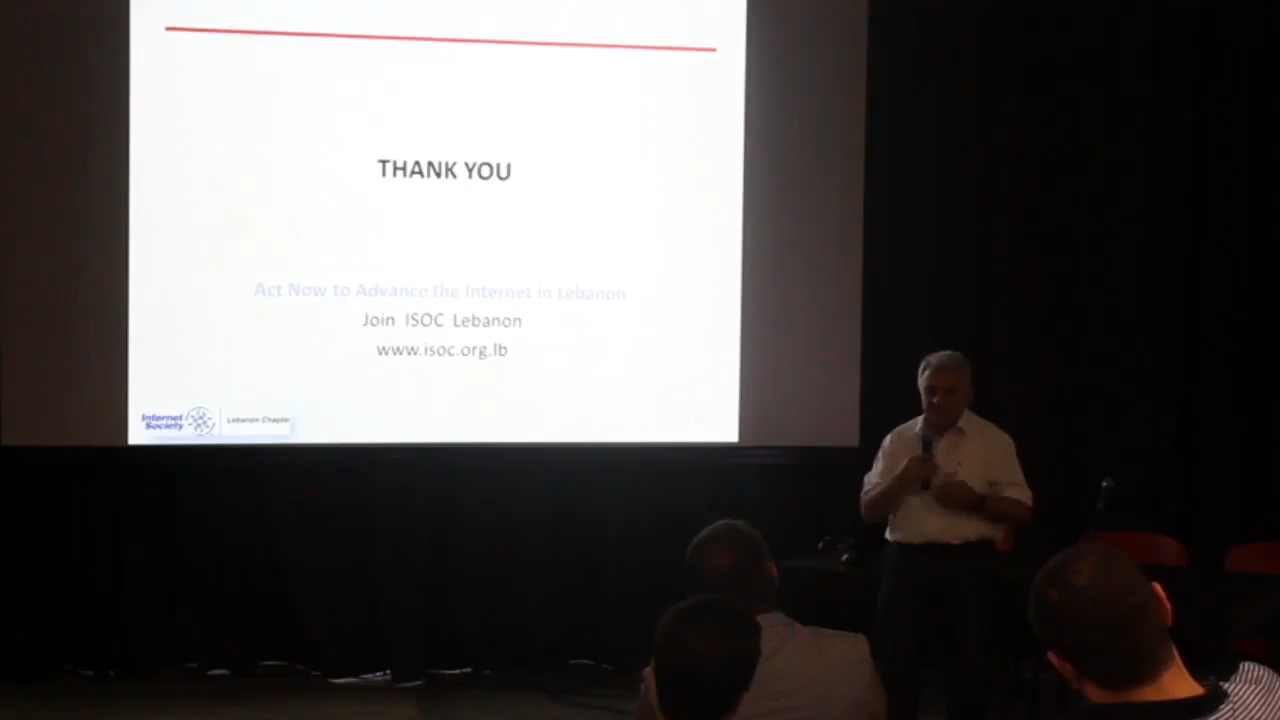 THANK YOU
Act Now to Advance the Internet in Lebanon
Join ISOC Lebanon
www.isoc.org.lb
Internet
Society
Lebanon Chapter